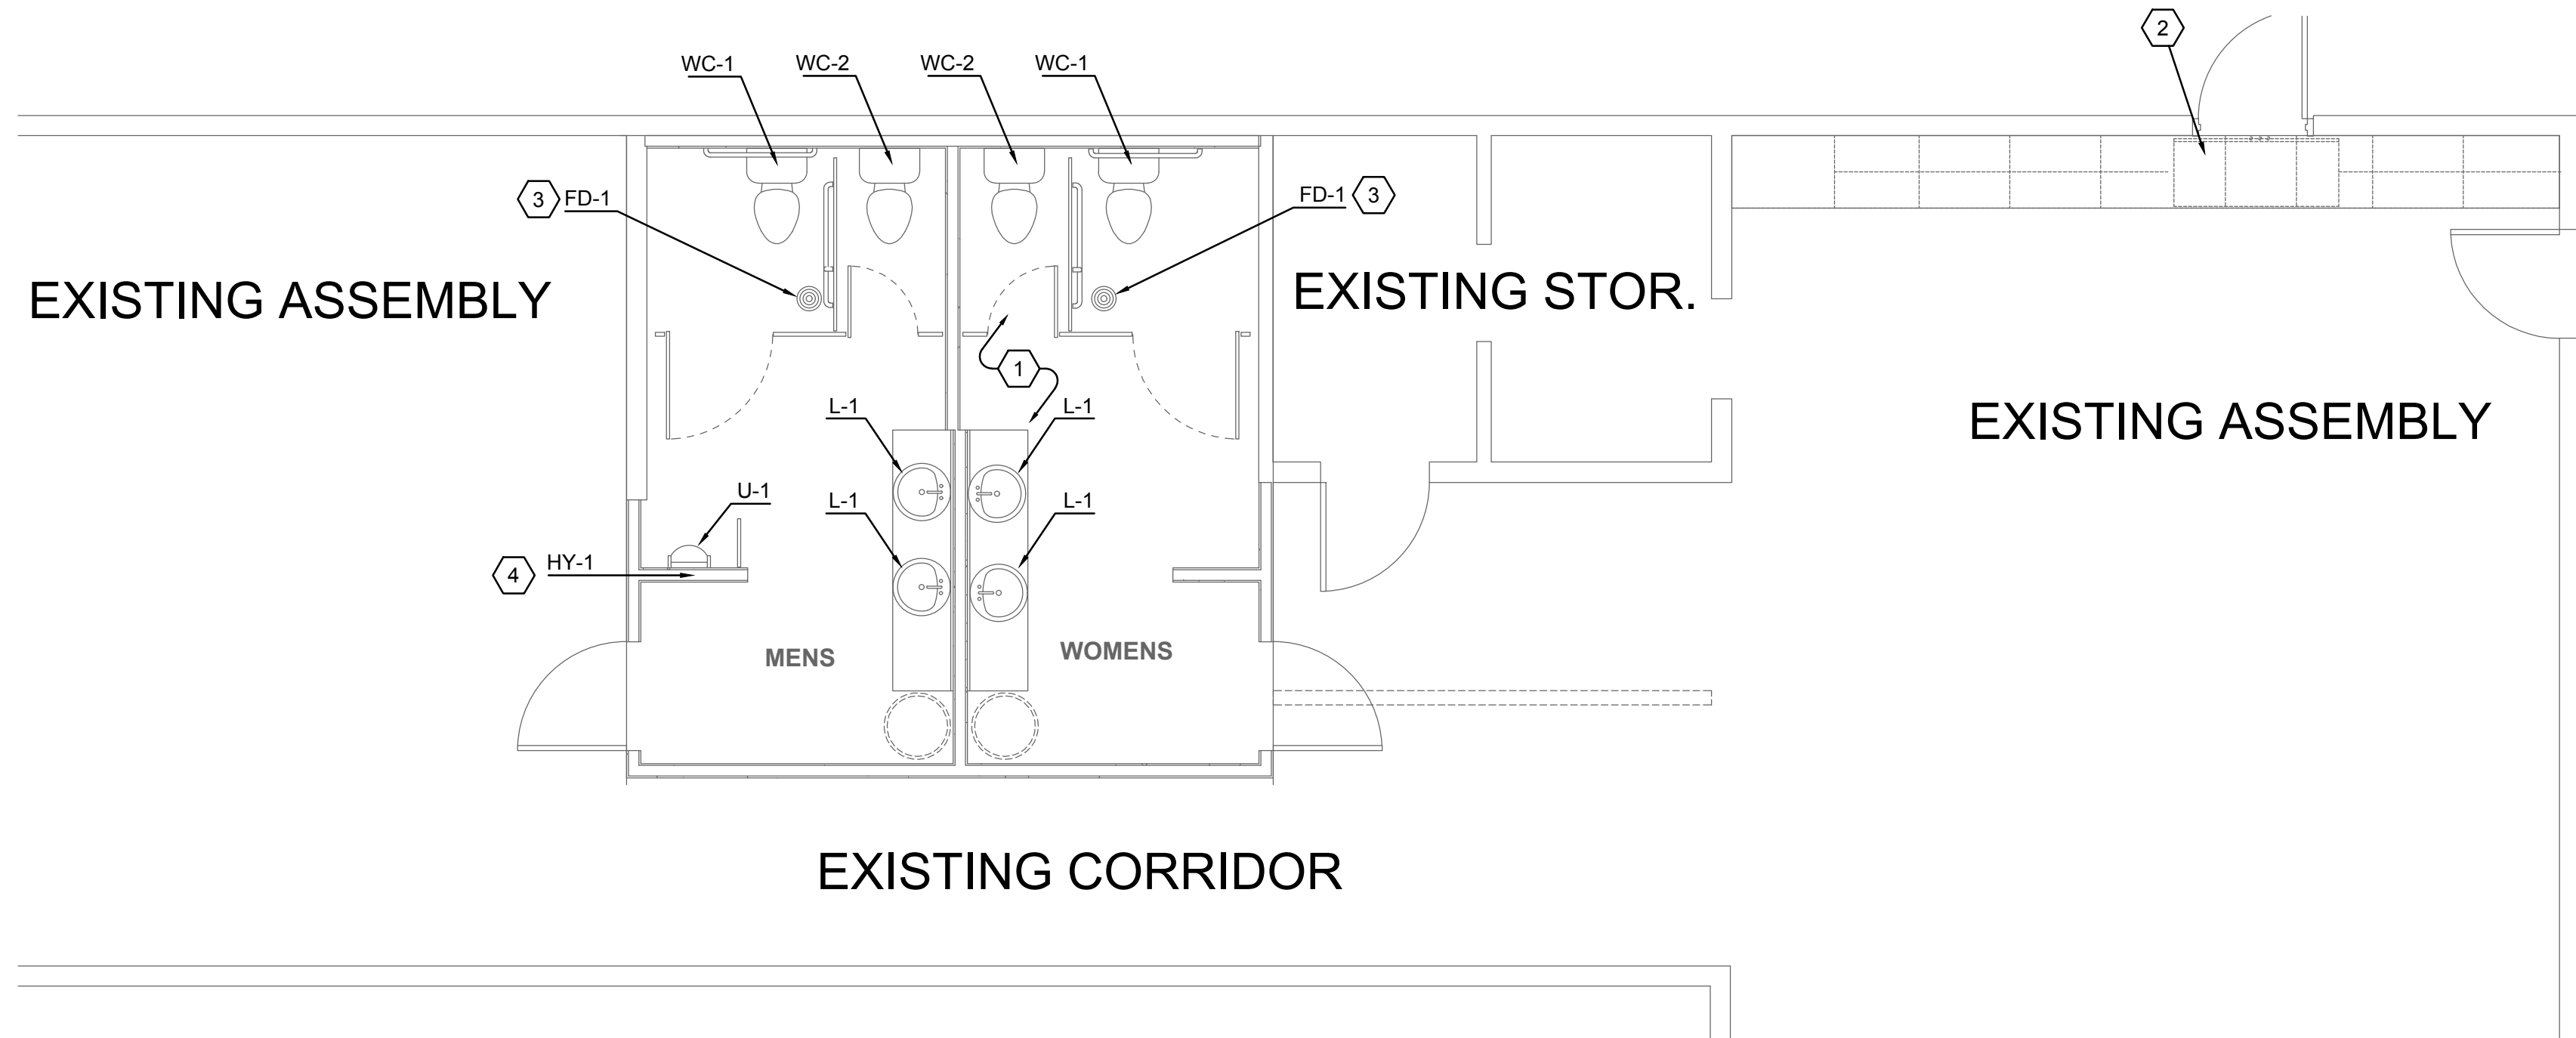 2
WC-1
WC-2
WC-2
WC-1
3 FD-1
FD-1 3
EXISTING ASSEMBLY
EXISTING STOR.
1
L-1
L-1
EXISTING ASSEMBLY
U-1
L-1
L-1
4 HY-1
MENS
WOMENS
EXISTING CORRIDOR